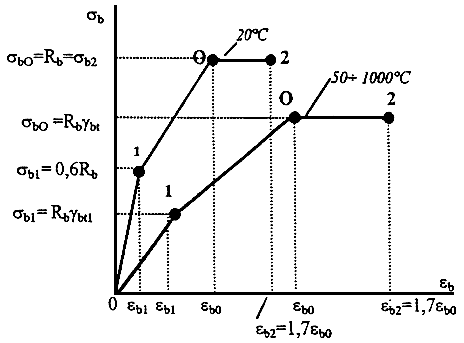 σb
σbO=Rb=σb2
O
20°C
2
50÷ 1000°C
O
2
σbO =Rbγbt
1
σb1= 0,6Rb
1
σb1= Rbγbt1
εb
0
εb1
εb1
εb0
εb0
εb2=1,7εb0
εb2=1,7εb0